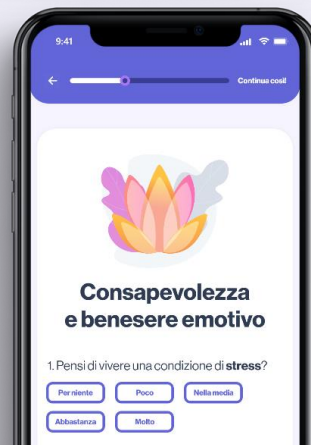 9:41
Continua così!
Consapevolezza
e benesere emotivo
1. Pensi di vivere una condizione di stress?
Per niente
Poco
Nella media
Abbastanza
Molto